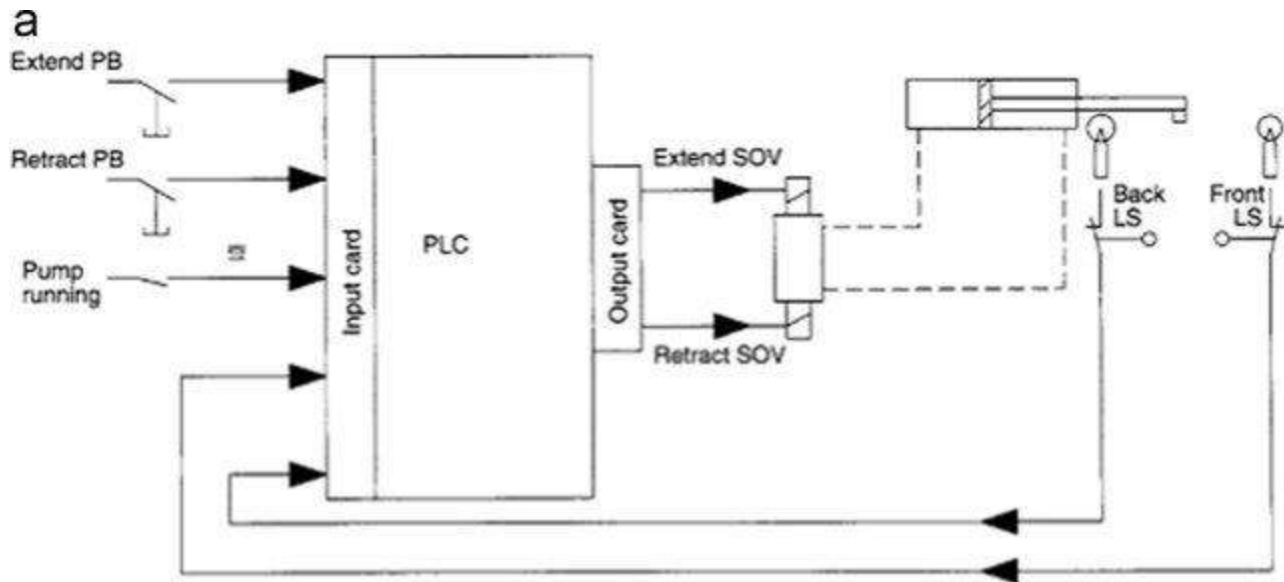 a
Extend PB
Retract PB
Pump
running
Input card
PLC
Output card
Extend SOV
Retract SOV
Back
LS
Front
LS